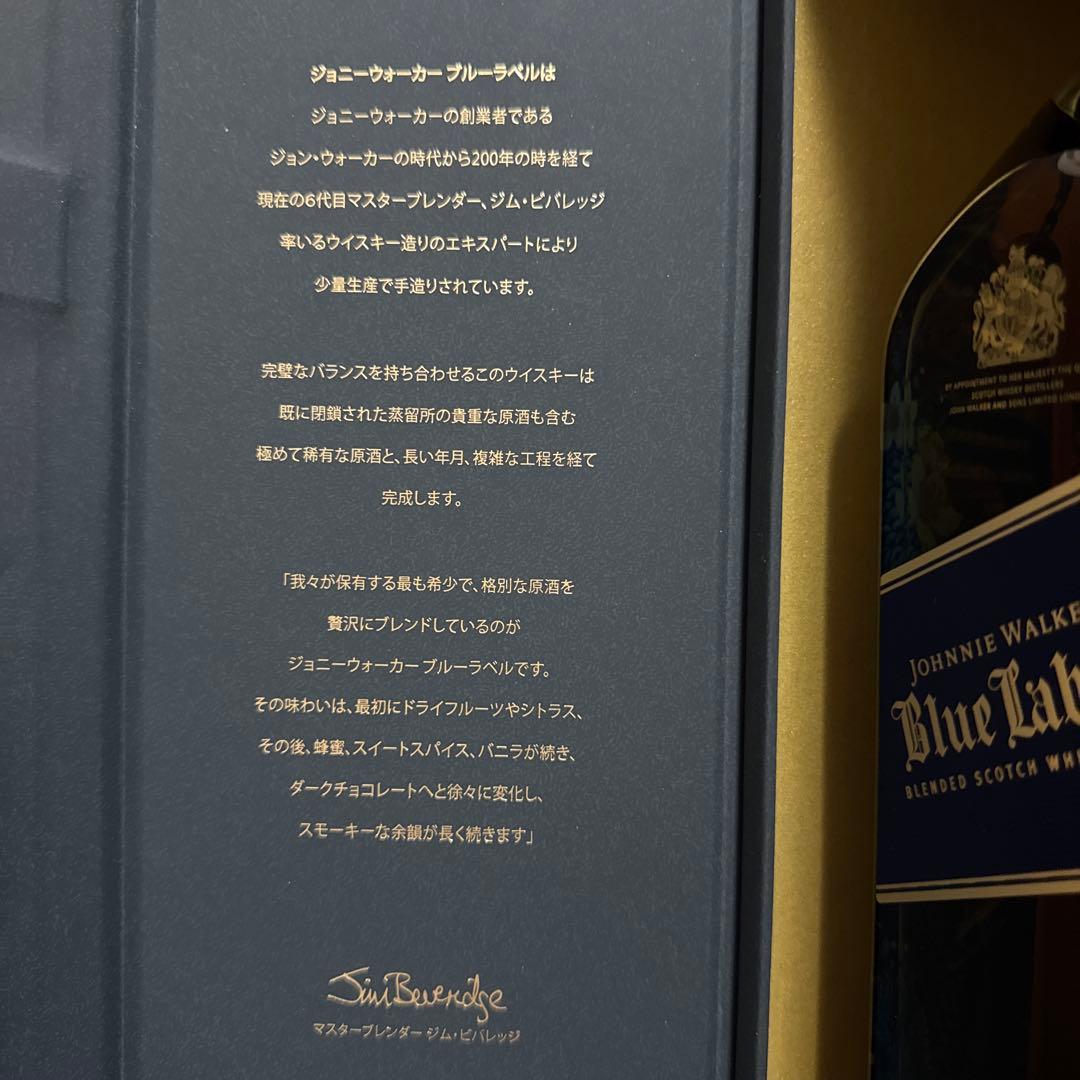 ジョニーウォーカー ブルーラベルは
ジョニーウォーカーの創業者である
ジョン・ウォーカーの時代から200年の時を経て
現在の6代目マスターブレンダー、ジム・ビバレッジ
率いるウイスキー造りのエキスパートにより
少量生産で手造りされています。
完璧なバランスを持ち合わせるこのウイスキーは
既に閉鎖された蒸留所の貴重な原酒も含む
極めて稀有な原酒と、長い年月、複雑な工程を経て
完成します。
「我々が保有する最も希少で、格別な原酒を
贅沢にブレンドしているのが
ジョニーウォーカー ブルーラベルです。
その味わいは、最初にドライフルーツやシトラス、
その後、蜂蜜、スイートスパイス、バニラが続き、
ダークチョコレートへと徐々に変化し、
スモーキーな余韻が長く続きます」
Jim Beveridge
マスターブレンダー ジム・ビバレッジ
BY APPOINTMENT TO HER MAJESTY THE
SCOTCH WHISKY DISTILLERS
JOHN WALKER AND SONS LIMITED
JOHNNIE WALKE
Blue Lab
BLENDED SCOTCH WHI